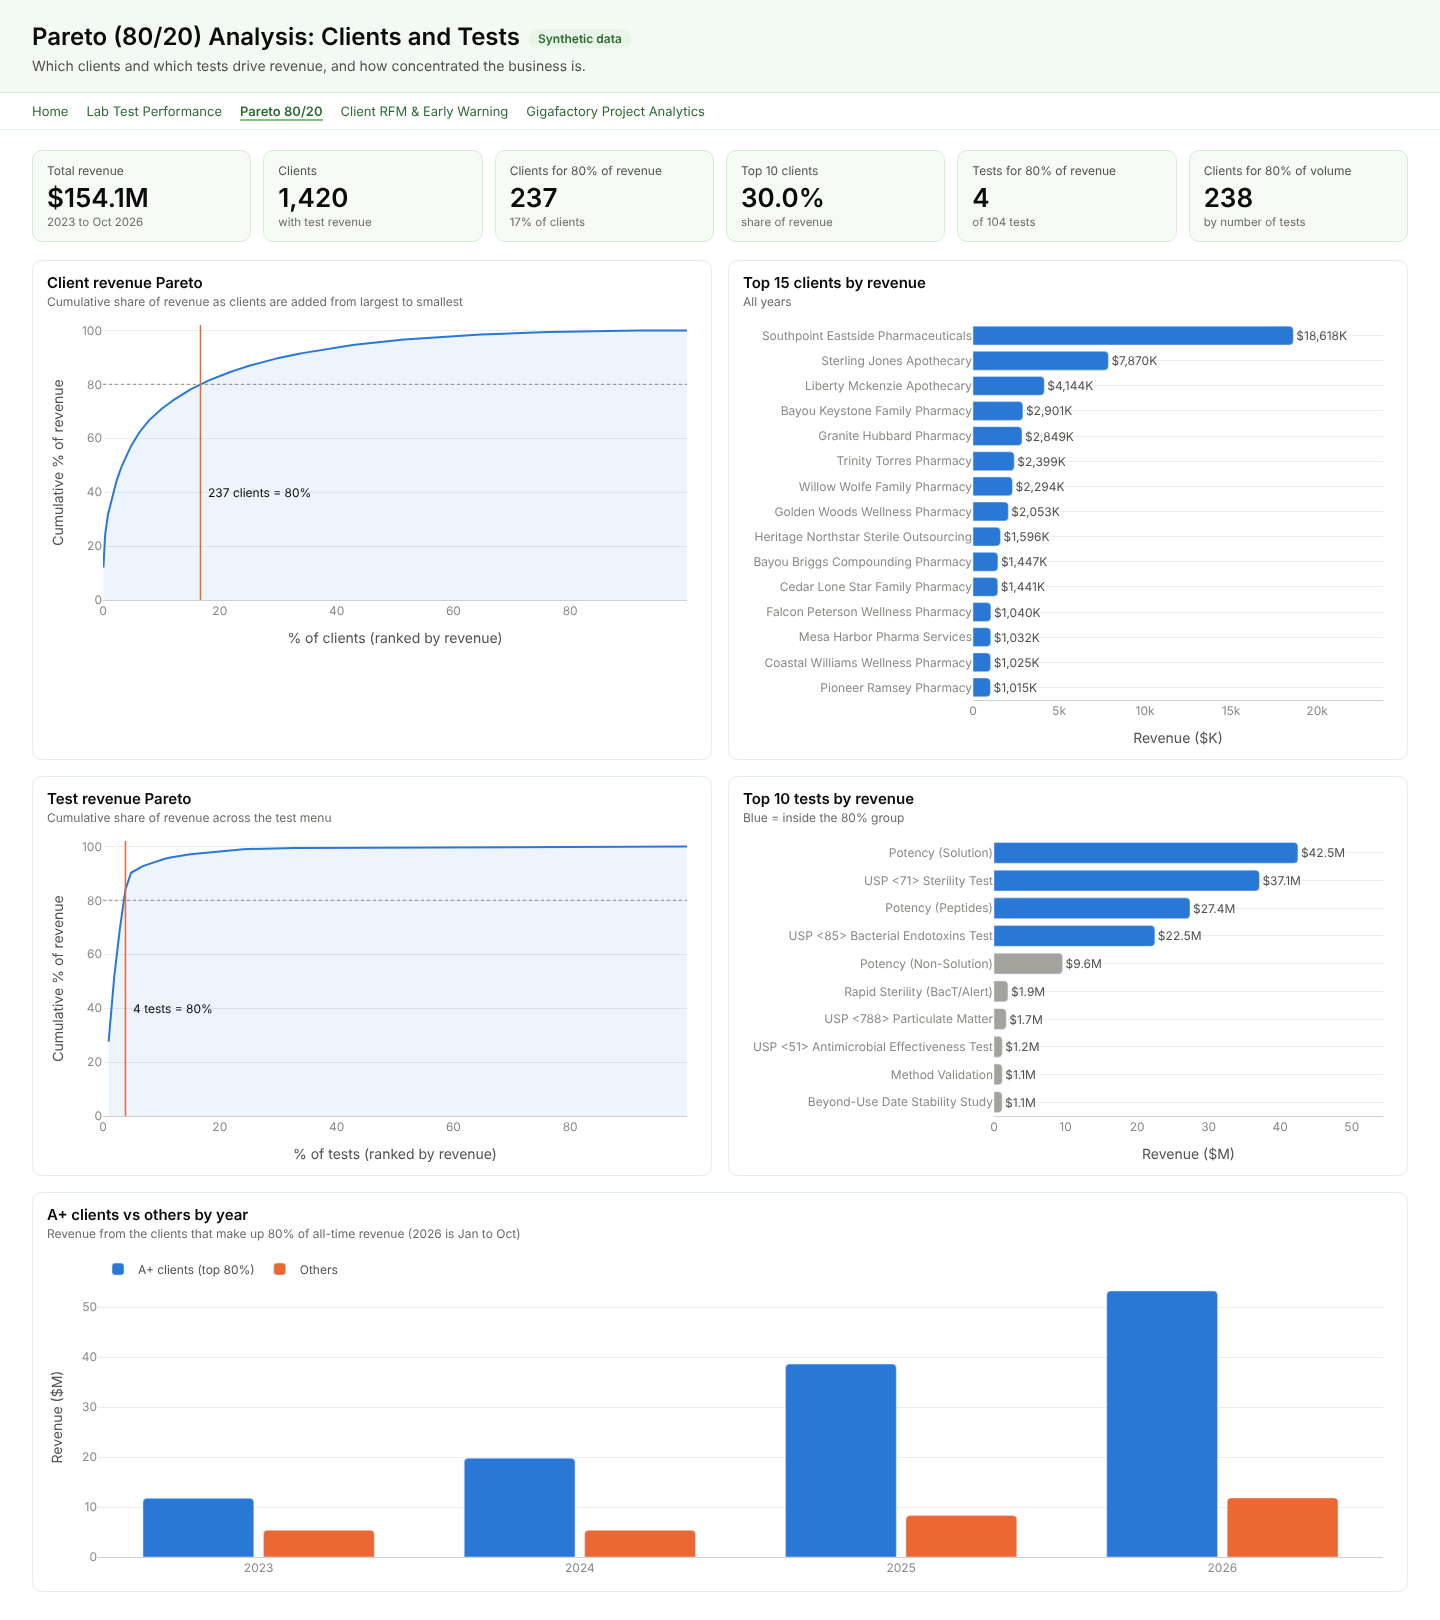 Pareto (80/20) Analysis: Clients and Tests Synthetic data
Which clients and which tests drive revenue, and how concentrated the business is.
Home Lab Test Performance Pareto 80/20 Client RFM & Early Warning Gigafactory Project Analytics
Total revenue
$154.1M
2023 to Oct 2026
Clients
1,420
with test revenue
Clients for 80% of revenue
237
17% of clients
Top 10 clients
30.0%
share of revenue
Tests for 80% of revenue
4
of 104 tests
Clients for 80% of volume
238
by number of tests
Client revenue Pareto
Cumulative share of revenue as clients are added from largest to smallest
Cumulative % of revenue
100
80
60
40
20
0
237 clients = 80%
0 20 40 60 80
% of clients (ranked by revenue)
Top 15 clients by revenue
All years
Southpoint Eastside Pharmaceuticals $18,618K
Sterling Jones Apothecary $7,870K
Liberty Mckenzie Apothecary $4,144K
Bayou Keystone Family Pharmacy $2,901K
Granite Hubbard Pharmacy $2,849K
Trinity Torres Pharmacy $2,399K
Willow Wolfe Family Pharmacy $2,294K
Golden Woods Wellness Pharmacy $2,053K
Heritage Northstar Sterile Outsourcing $1,596K
Bayou Briggs Compounding Pharmacy $1,447K
Cedar Lone Star Family Pharmacy $1,441K
Falcon Peterson Wellness Pharmacy $1,040K
Mesa Harbor Pharma Services $1,032K
Coastal Williams Wellness Pharmacy $1,025K
Pioneer Ramsey Pharmacy $1,015K
0 5k 10k 15k 20k
Revenue ($K)
Test revenue Pareto
Cumulative share of revenue across the test menu
Cumulative % of revenue
100
80
60
40
20
0
4 tests = 80%
0 20 40 60 80
% of tests (ranked by revenue)
Top 10 tests by revenue
Blue = inside the 80% group
Potency (Solution) $42.5M
USP <71> Sterility Test $37.1M
Potency (Peptides) $27.4M
USP <85> Bacterial Endotoxins Test $22.5M
Potency (Non-Solution) $9.6M
Rapid Sterility (BacT/Alert) $1.9M
USP <788> Particulate Matter $1.7M
USP <51> Antimicrobial Effectiveness Test $1.2M
Method Validation $1.1M
Beyond-Use Date Stability Study $1.1M
0 10 20 30 40 50
Revenue ($M)
A+ clients vs others by year
Revenue from the clients that make up 80% of all-time revenue (2026 is Jan to Oct)
A+ clients (top 80%) Others
Revenue ($M)
50
40
30
20
10
0
2023 2024 2025 2026